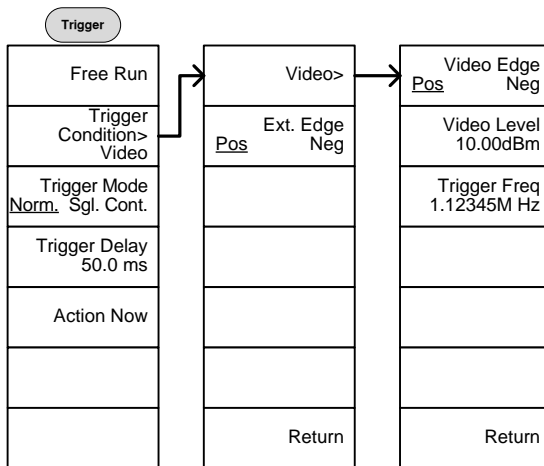 Trigger
Free Run
Trigger
Condition>
Video
Trigger Mode
Norm. Sgl. Cont.
Trigger Delay
50.0 ms
Action Now
Video>
Ext. Edge
Pos Neg
Return
Video Edge
Pos Neg
Video Level
10.00dBm
Trigger Freq
1.12345M Hz
Return